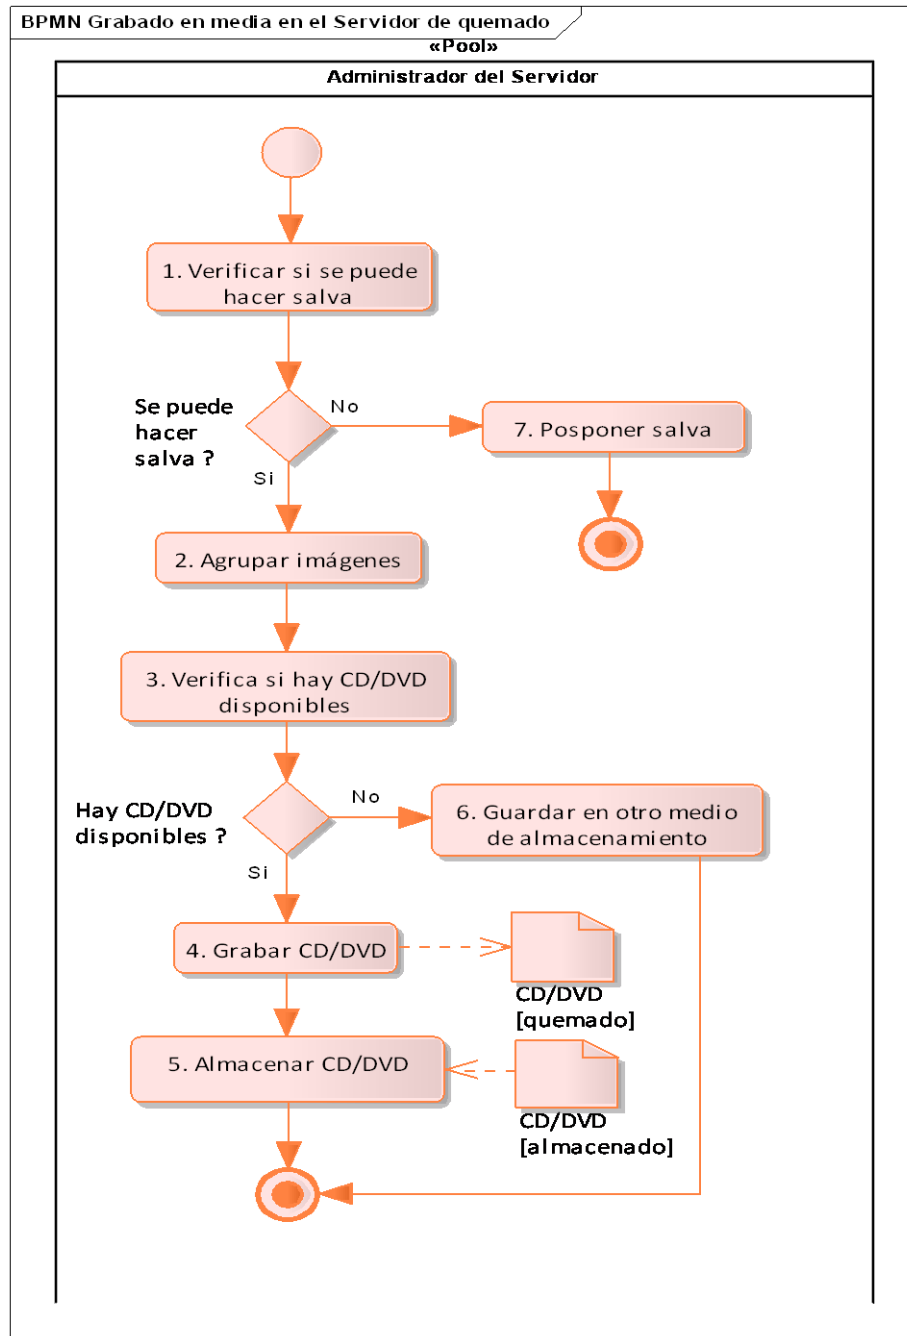 BPMN Grabado en media en el Servidor de quemado
«Pool»
Administrador del Servidor
1. Verificar si se puede
hacer salva
Se puede
hacer
salva ?
No
7. Posponer salva
Si
2. Agrupar imágenes
3. Verifica si hay CD/DVD
disponibles
Hay CD/DVD
disponibles ?
No
6. Guardar en otro medio
de almacenamiento
Si
4. Grabar CD/DVD
CD/DVD
[quemado]
5. Almacenar CD/DVD
CD/DVD
[almacenado]